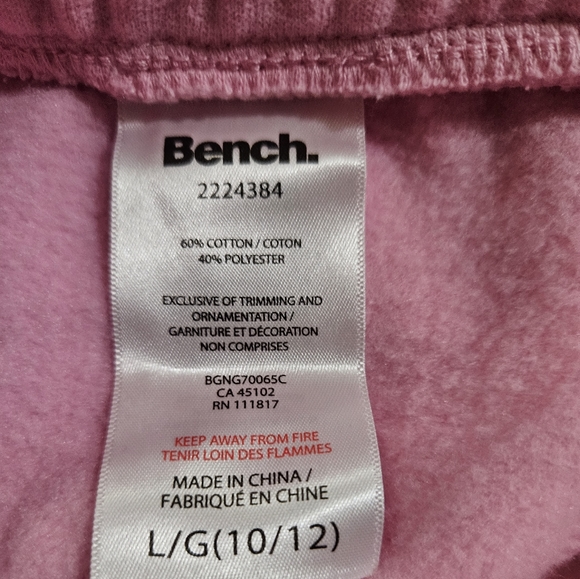 Bench.
2224384
60% COTTON / COTON
40% POLYESTER
EXCLUSIVE OF TRIMMING AND
ORNAMENTATION /
GARNITURE ET DÉCORATION
NON COMPRISES
BGNG70065C
CA 45102
RN 111817
KEEP AWAY FROM FIRE
TENIR LOIN DES FLAMMES
MADE IN CHINA /
FABRIQUÉ EN CHINE
L/G(10/12)